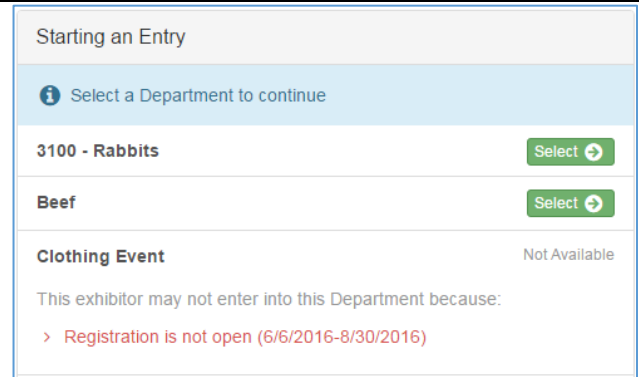 Starting an Entry
Select a Department to continue
3100 - Rabbits Select
Beef Select
Clothing Event Not Available
This exhibitor may not enter into this Department because:
> Registration is not open (6/6/2016-8/30/2016)